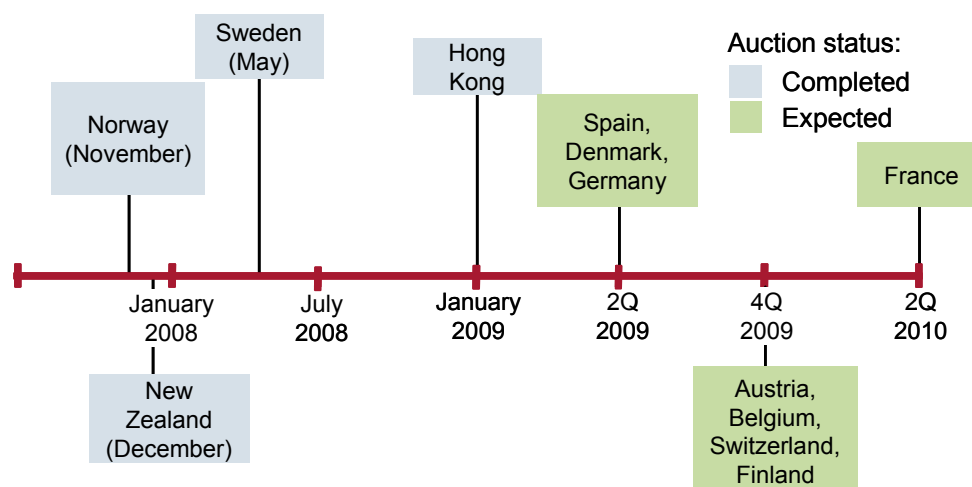 Sweden
(May)
Hong
Kong
Auction status:
Completed
Expected
Norway
(November)
Spain,
Denmark,
Germany
France
January
2008
July
2008
January
2009
2Q
2009
4Q
2009
2Q
2010
New
Zealand
(December)
Austria,
Belgium,
Switzerland,
Finland